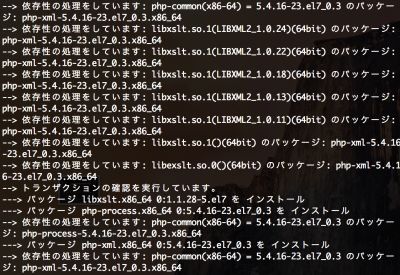 --> 依存性の処理をしています: php-common(x86-64) = 5.4.16-23.el7_0.3 のパッケー
ジ: php-xml-5.4.16-23.el7_0.3.x86_64
--> 依存性の処理をしています: libxslt.so.1(LIBXML2_1.0.24)(64bit) のパッケージ:
php-xml-5.4.16-23.el7_0.3.x86_64
--> 依存性の処理をしています: libxslt.so.1(LIBXML2_1.0.22)(64bit) のパッケージ:
php-xml-5.4.16-23.el7_0.3.x86_64
--> 依存性の処理をしています: libxslt.so.1(LIBXML2_1.0.18)(64bit) のパッケージ:
php-xml-5.4.16-23.el7_0.3.x86_64
--> 依存性の処理をしています: libxslt.so.1(LIBXML2_1.0.13)(64bit) のパッケージ:
php-xml-5.4.16-23.el7_0.3.x86_64
--> 依存性の処理をしています: libxslt.so.1(LIBXML2_1.0.11)(64bit) のパッケージ:
php-xml-5.4.16-23.el7_0.3.x86_64
--> 依存性の処理をしています: libxslt.so.1()(64bit) のパッケージ: php-xml-5.4.16
-23.el7_0.3.x86_64
--> 依存性の処理をしています: libexslt.so.0()(64bit) のパッケージ: php-xml-5.4.1
6-23.el7_0.3.x86_64
--> トランザクションの確認を実行しています。
---> パッケージ libxslt.x86_64 0:1.1.28-5.el7 を インストール
---> パッケージ php-process.x86_64 0:5.4.16-23.el7_0.3 を インストール
--> 依存性の処理をしています: php-common(x86-64) = 5.4.16-23.el7_0.3 のパッケー
ジ: php-process-5.4.16-23.el7_0.3.x86_64
---> パッケージ php-xml.x86_64 0:5.4.16-23.el7_0.3 を インストール
--> 依存性の処理をしています: php-common(x86-64) = 5.4.16-23.el7_0.3 のパッケー
ジ: php-xml-5.4.16-23.el7_0.3.x86_64